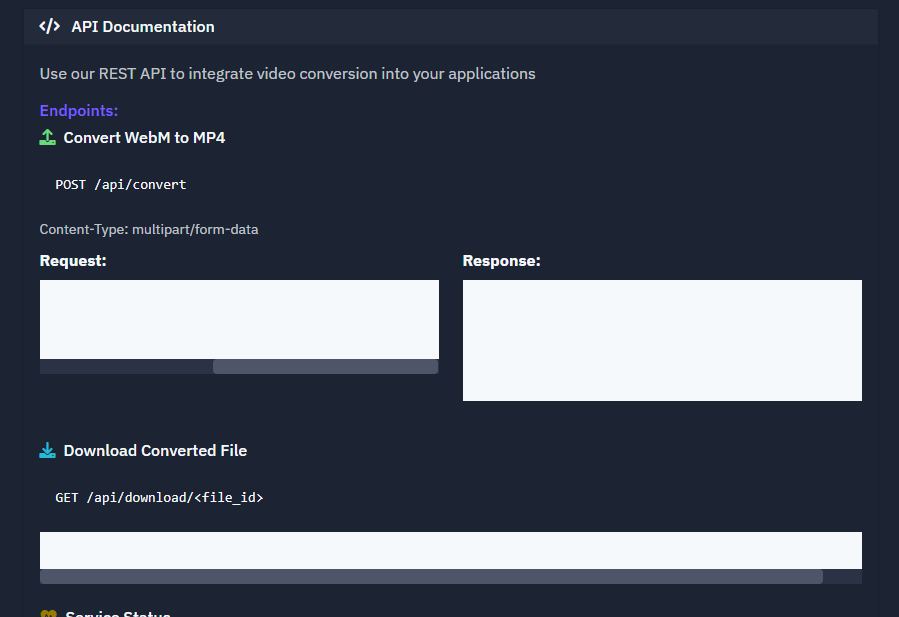 </> API Documentation
Use our REST API to integrate video conversion into your applications
Endpoints:
Convert WebM to MP4
POST /api/convert
Content-Type: multipart/form-data
Request:
Response:
Download Converted File
GET /api/download/<file_id>
Service Status